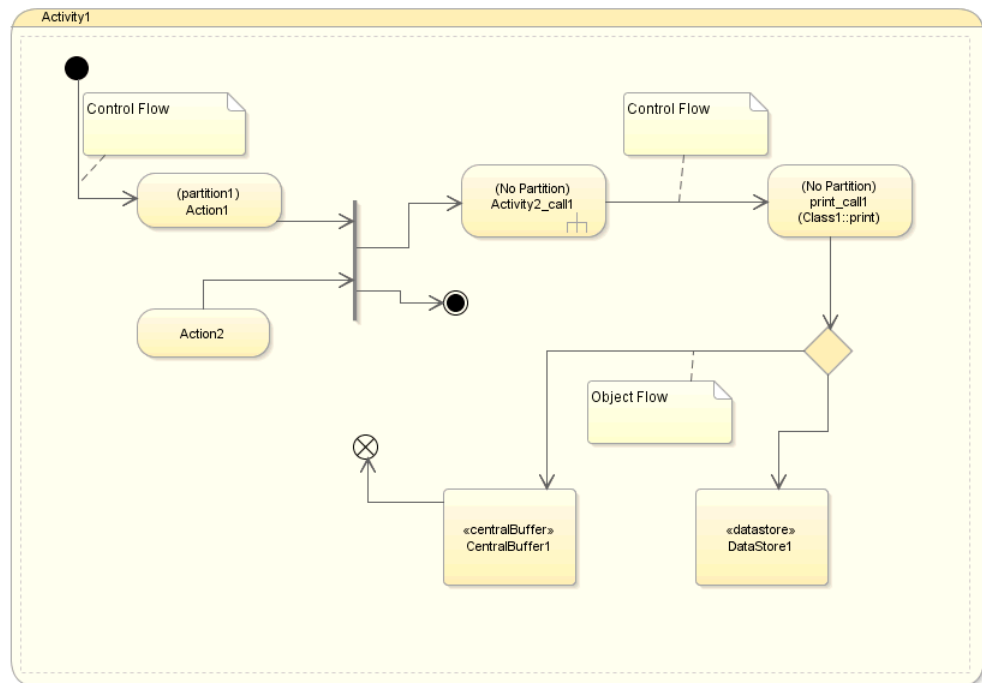 Activity1
Control Flow
Control Flow
(partition1)
Action1
(No Partition)
Activity2_call1
(No Partition)
print_call1
(Class1::print)
Action2
Object Flow
«centralBuffer»
CentralBuffer1
«datastore»
DataStore1